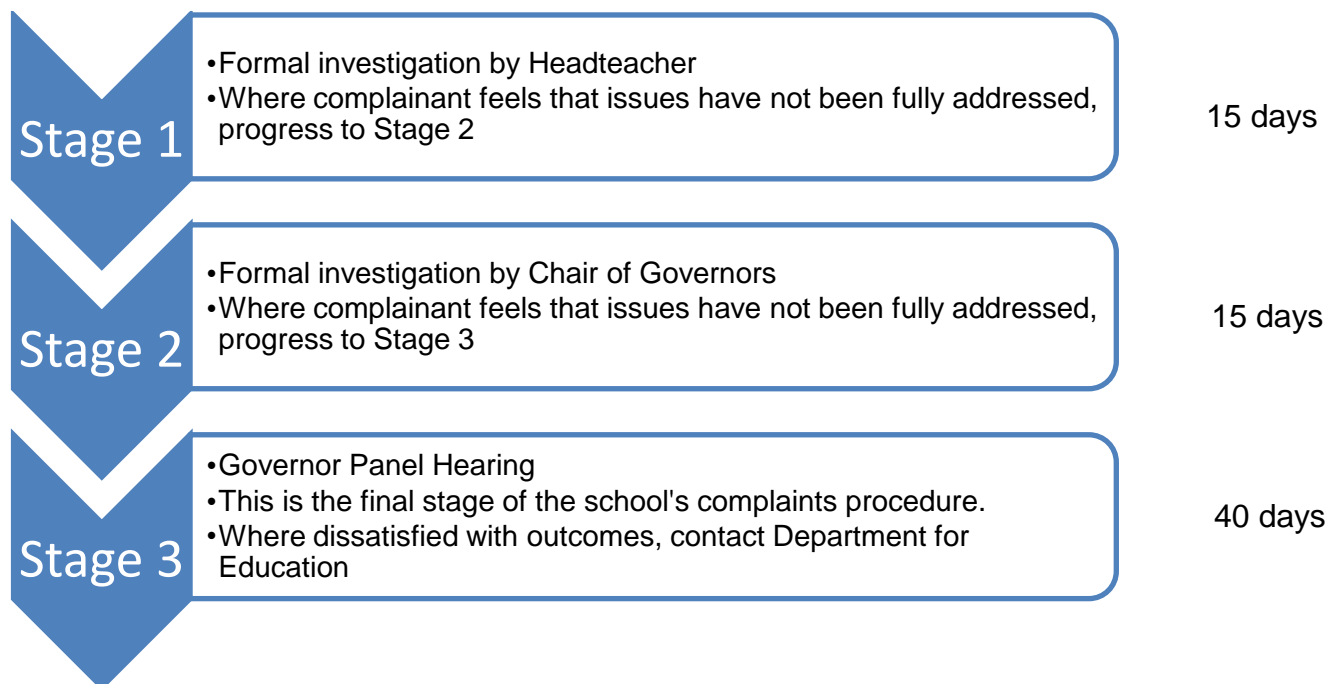 Stage 1
•Formal investigation by Headteacher
•Where complainant feels that issues have not been fully addressed,
progress to Stage 2
15 days
Stage 2
•Formal investigation by Chair of Governors
•Where complainant feels that issues have not been fully addressed,
progress to Stage 3
15 days
Stage 3
•Governor Panel Hearing
•This is the final stage of the school's complaints procedure.
•Where dissatisfied with outcomes, contact Department for
Education
40 days